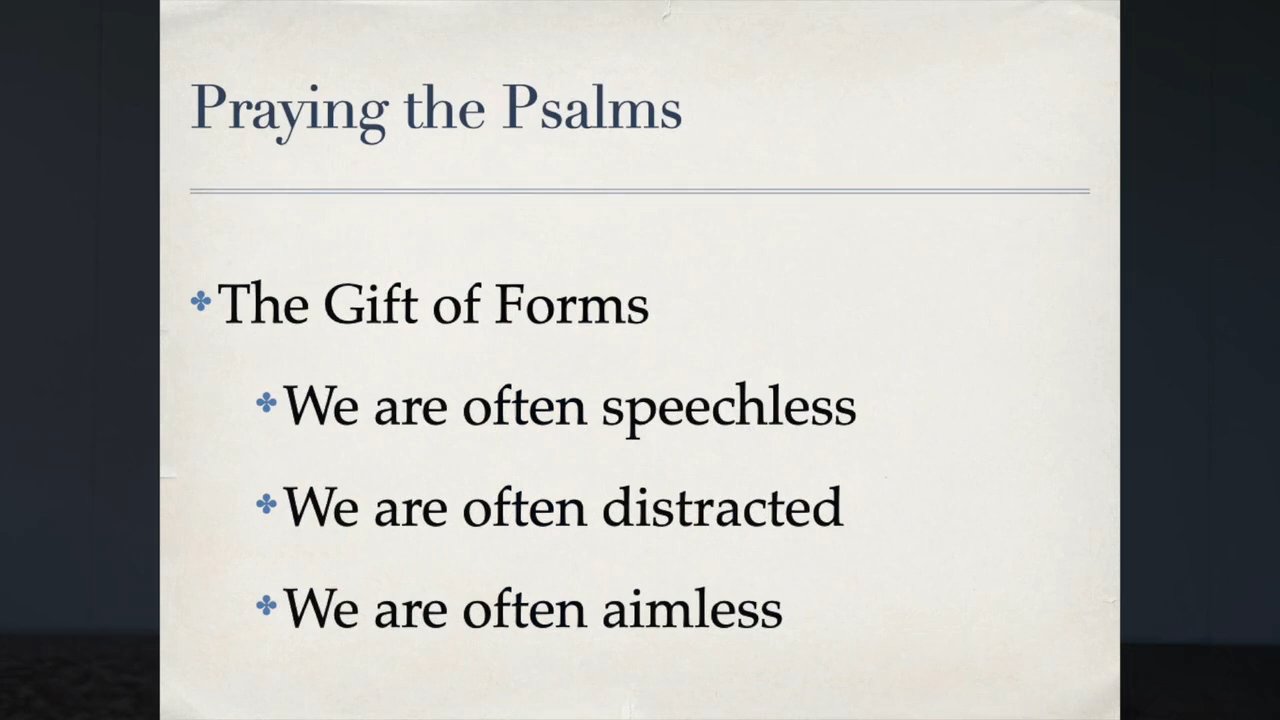 Praying the Psalms
The Gift of Forms
We are often speechless
We are often distracted
We are often aimless